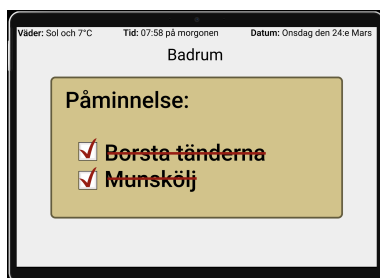 Väder: Sol och 7°C Tid: 07:58 på morgonen Datum: Onsdag den 24:e Mars
Badrum
Påminnelse:
Borsta tänderna
Munskölj